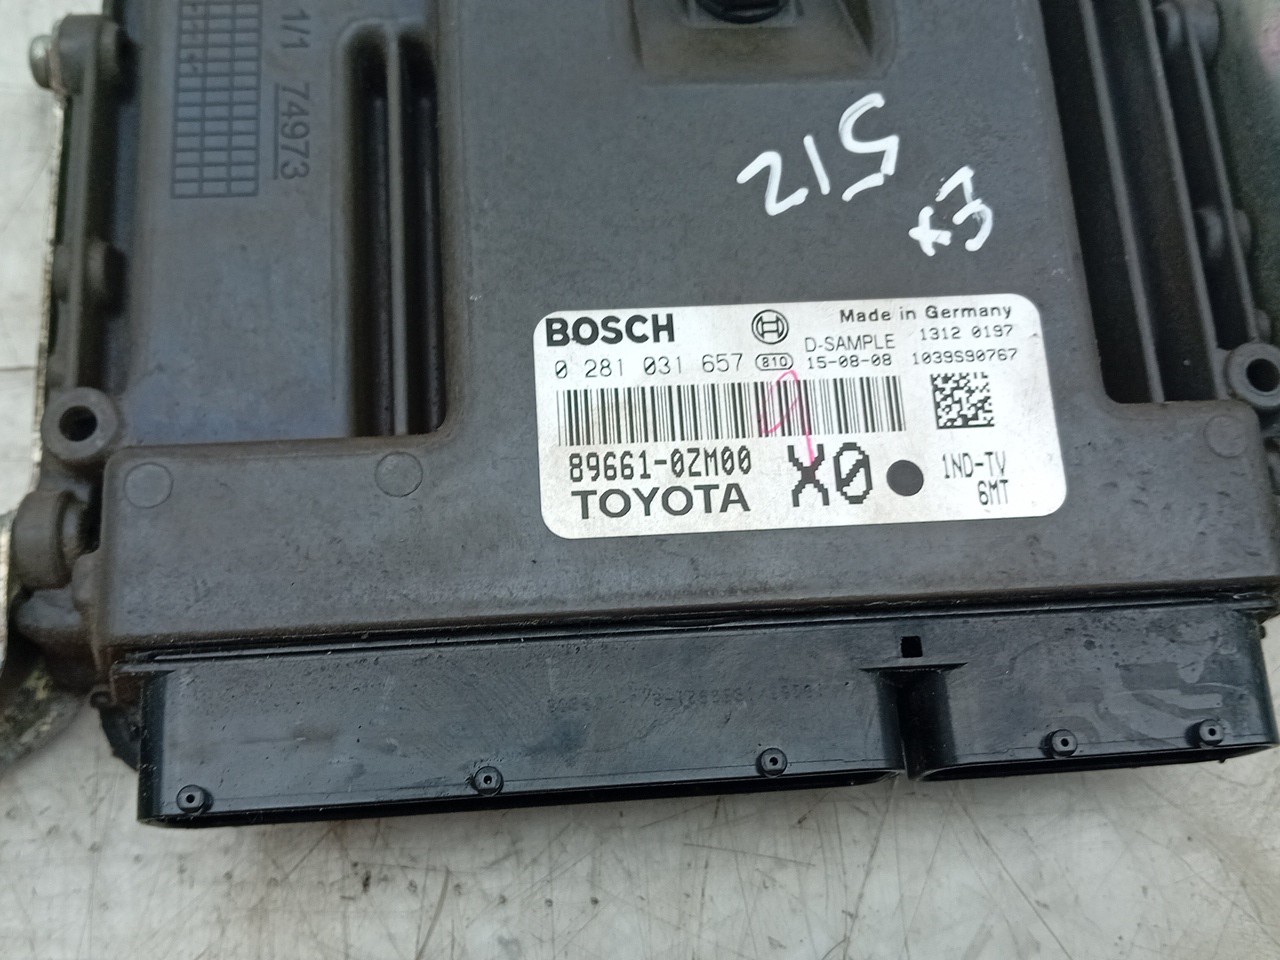 1/1 74973
512
EX
BOSCH
Made in Germany
D-SAMPLE 1312 0197
0 281 031 657 210 15-08-08 1039S90767
89661-0ZM00 X0 1ND-TV
TOYOTA 6MT